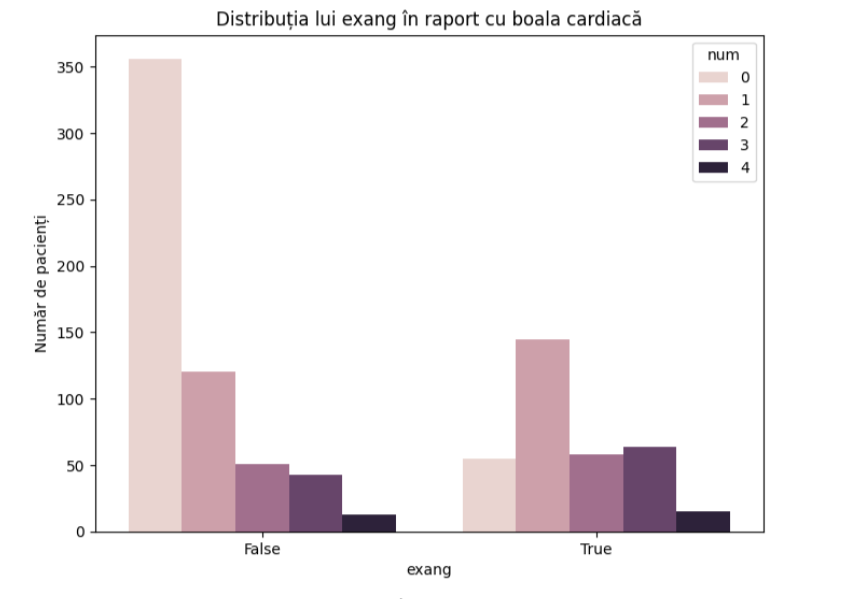 Distribuția lui exang în raport cu boala cardiacă
num
0
1
2
3
4
350
300
250
200
150
100
50
0
Număr de pacienți
False
True
exang